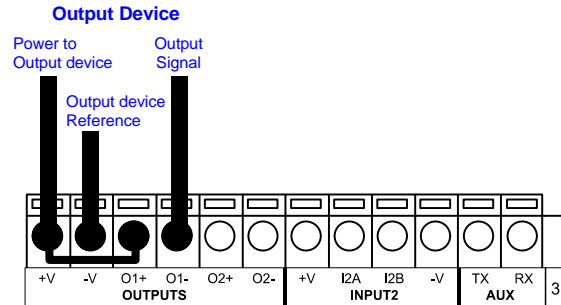 Output Device
Power to
Output device
Output
Signal
Output device
Reference
+V -V O1+ O1- O2+ O2- +V I2A I2B -V TX RX
OUTPUTS INPUT2 AUX
3